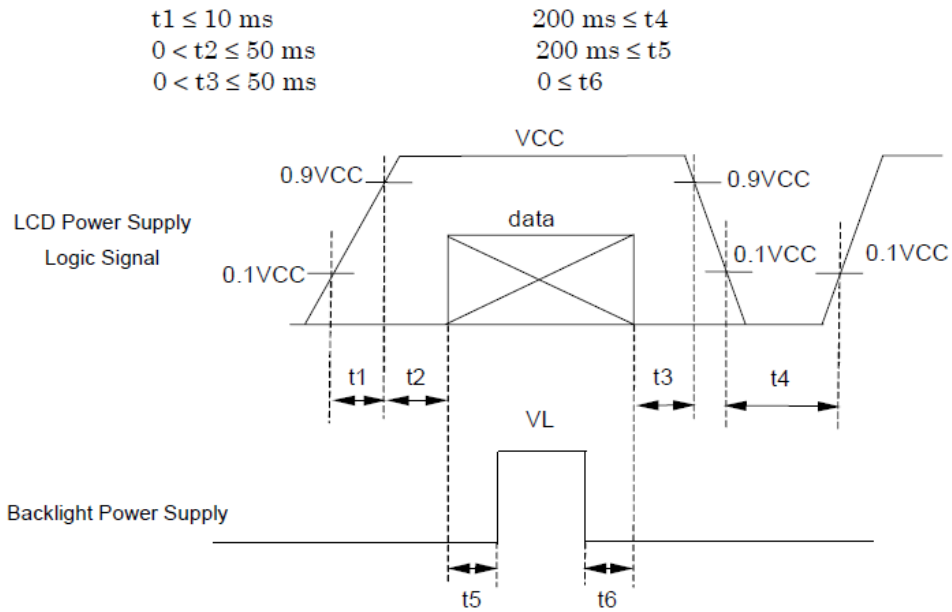 t1 ≤ 10 ms
200 ms ≤ t4
0 < t2 ≤ 50 ms
200 ms ≤ t5
0 < t3 ≤ 50 ms
0 ≤ t6
VCC
0.9VCC
0.9VCC
LCD Power Supply
Logic Signal
data
0.1VCC
0.1VCC
0.1VCC
t1
t2
t3
t4
VL
Backlight Power Supply
t5
t6